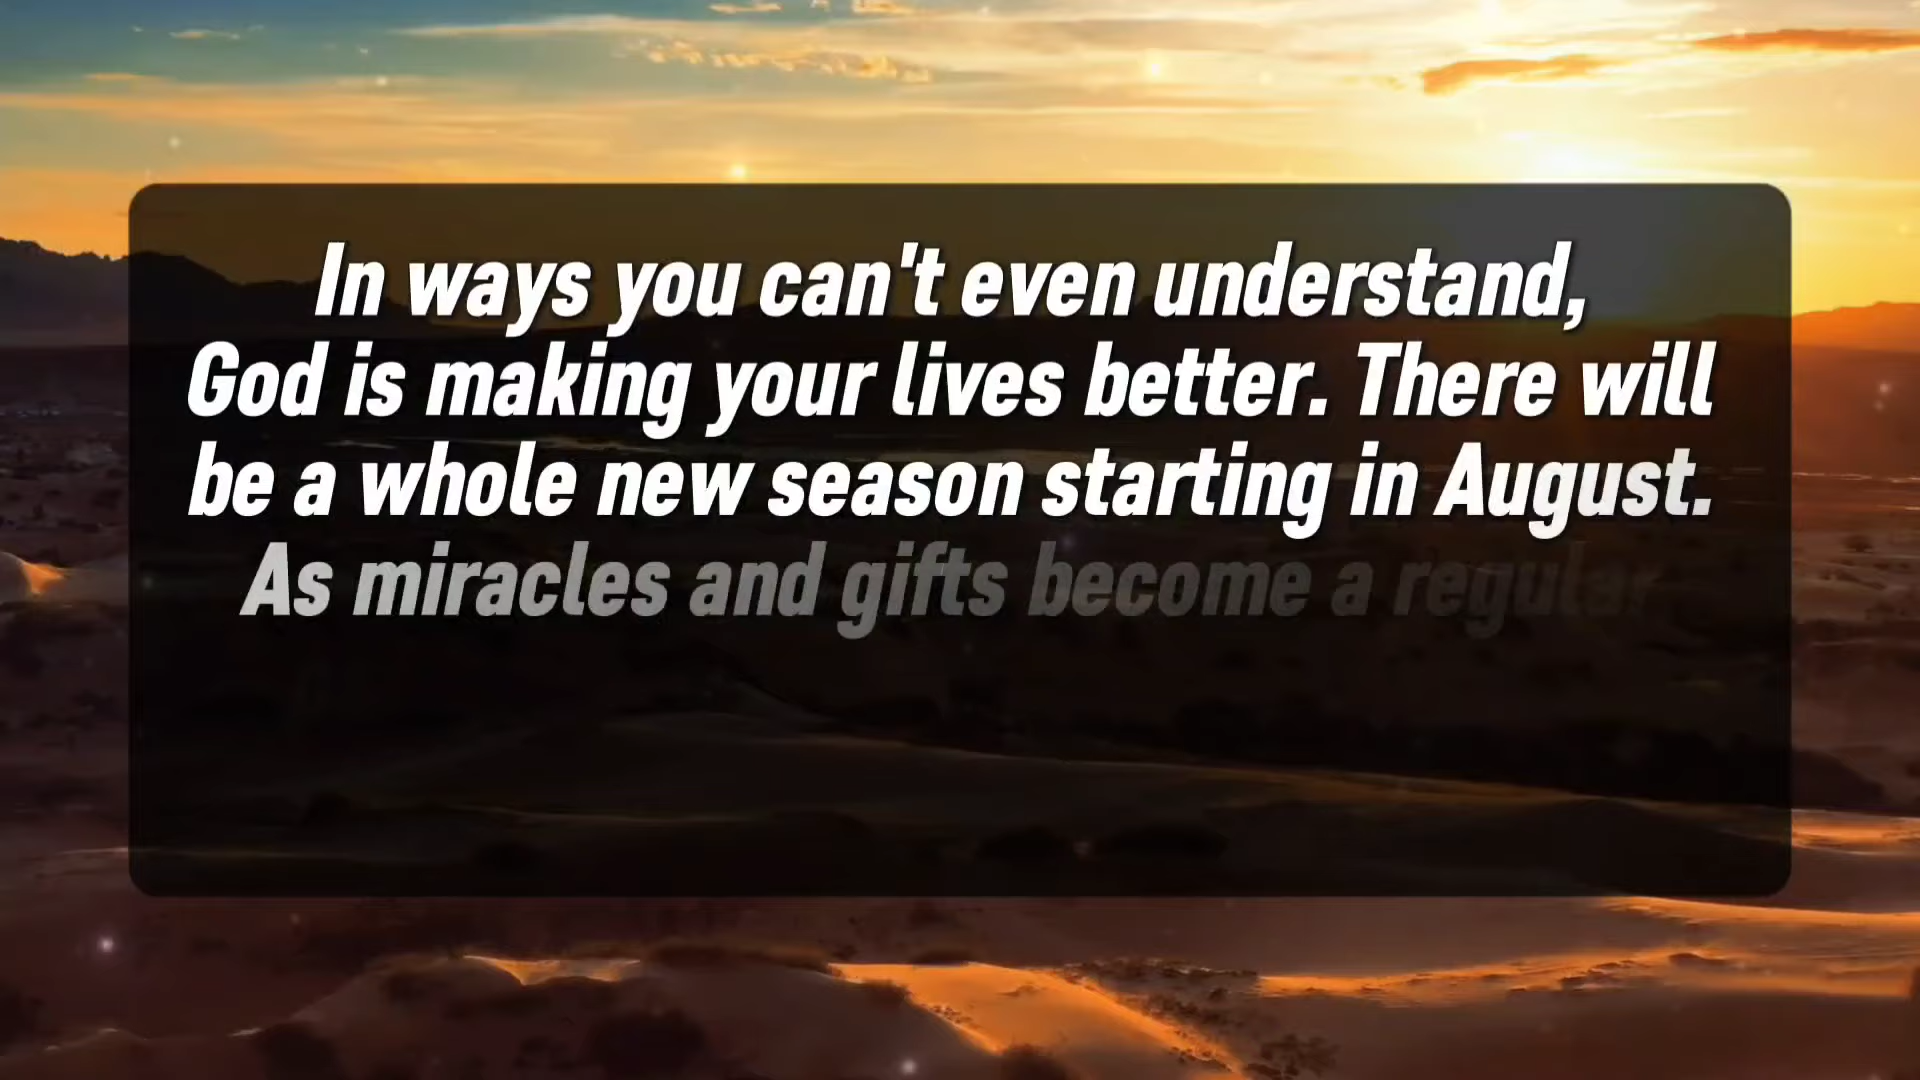 In ways you can't even understand,
God is making your lives better. There will
be a whole new season starting in August.
As miracles and gifts become a regular